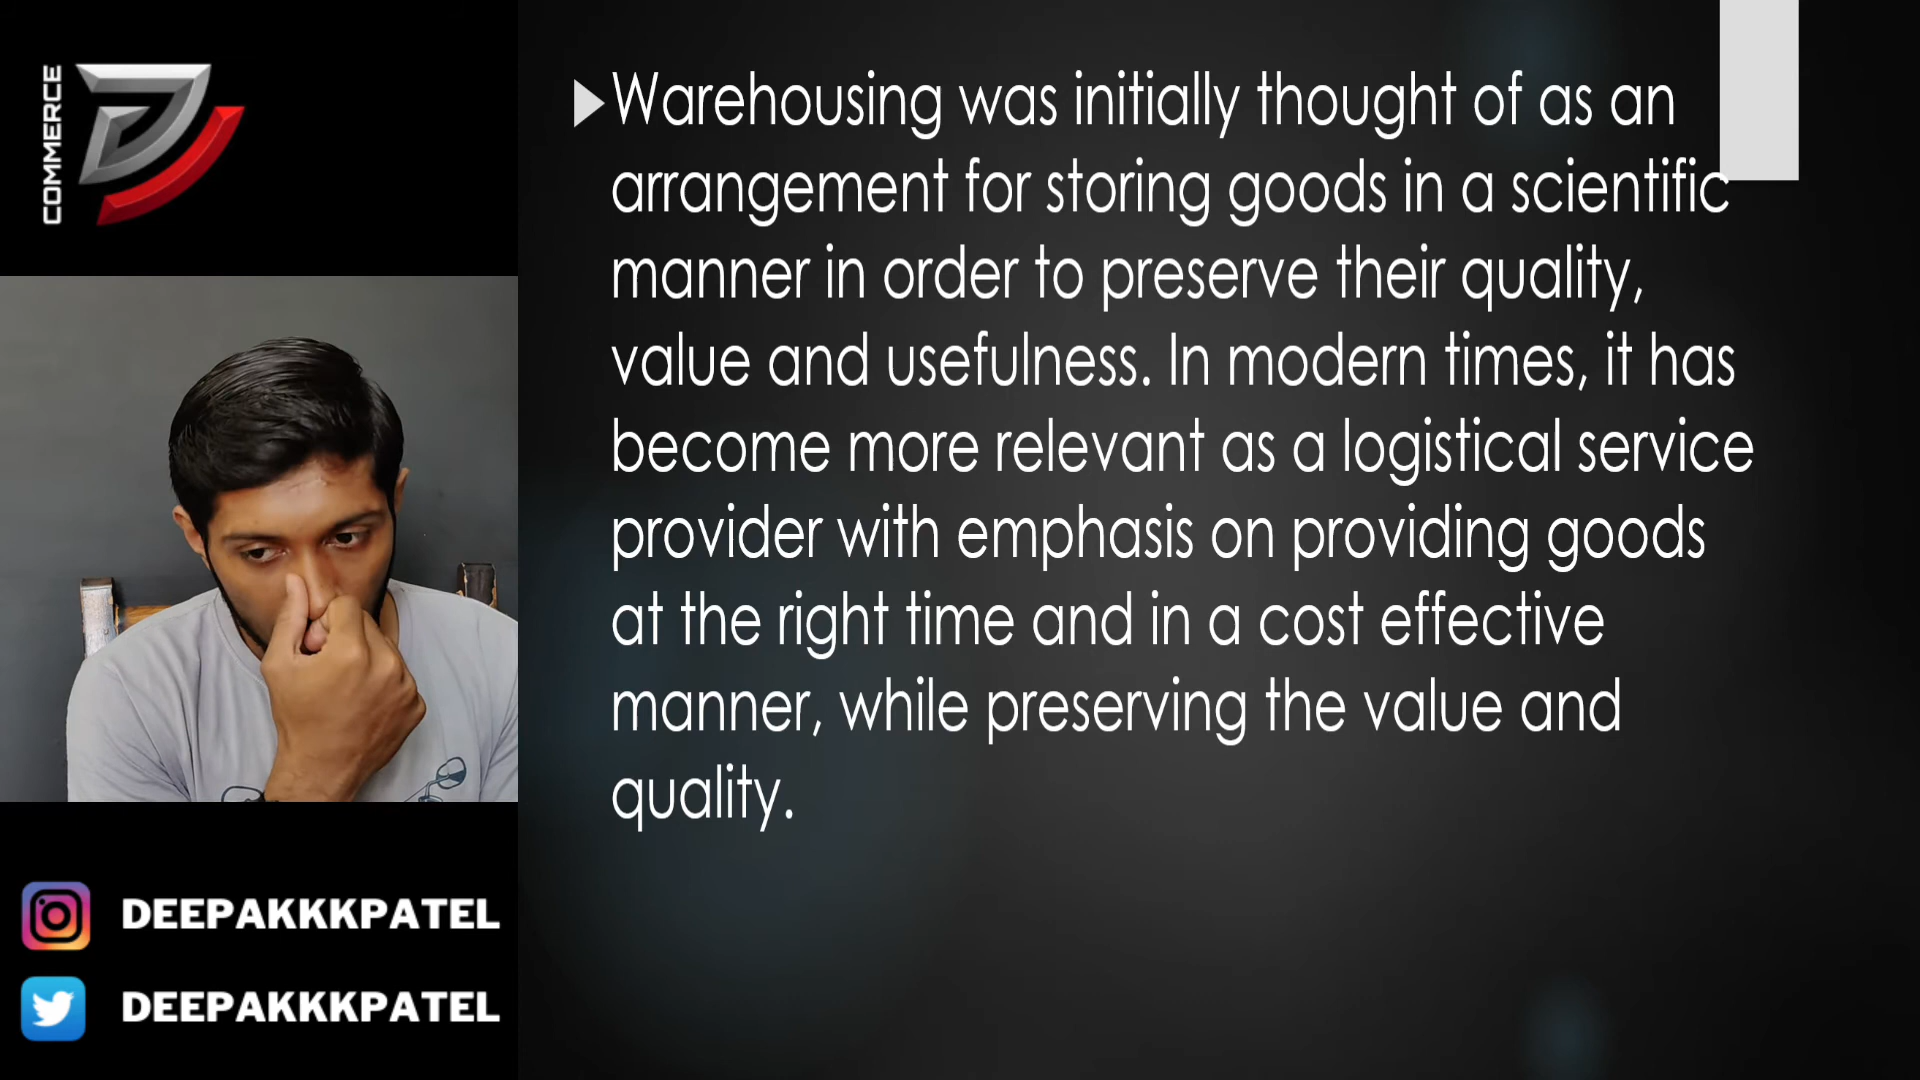 COMMERCE
Warehousing was initially thought of as an
arrangement for storing goods in a scientific
manner in order to preserve their quality,
value and usefulness. In modern times, it has
become more relevant as a logistical service
provider with emphasis on providing goods
at the right time and in a cost effective
manner, while preserving the value and
quality.
DEEPAKKKPATEL
DEEPAKKKPATEL